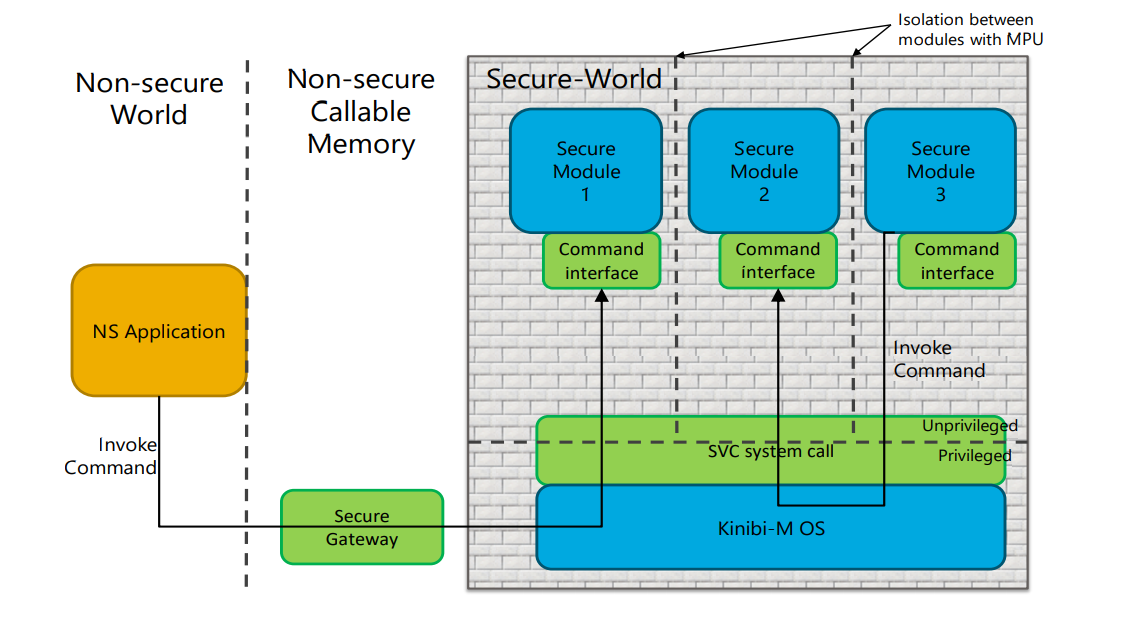 Isolation between
modules with MPU
Non-secure
World
Non-secure
Callable
Memory
Secure-World
Secure
Module
1
Secure
Module
2
Secure
Module
3
Command
interface
Command
interface
Command
interface
NS Application
Invoke
Command
Invoke
Command
Unprivileged
SVC system call
Privileged
Secure
Gateway
Kinibi-M OS